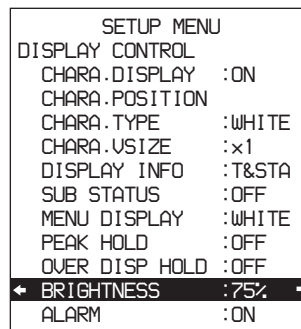 SETUP MENU
DISPLAY CONTROL
CHARA.DISPLAY :ON
CHARA.POSITION
CHARA.TYPE :WHITE
CHARA.VSIZE :x1
DISPLAY INFO :T&STA
SUB STATUS :OFF
MENU DISPLAY :WHITE
PEAK HOLD :OFF
OVER DISP HOLD :OFF
← BRIGHTNESS :75%
ALARM :ON